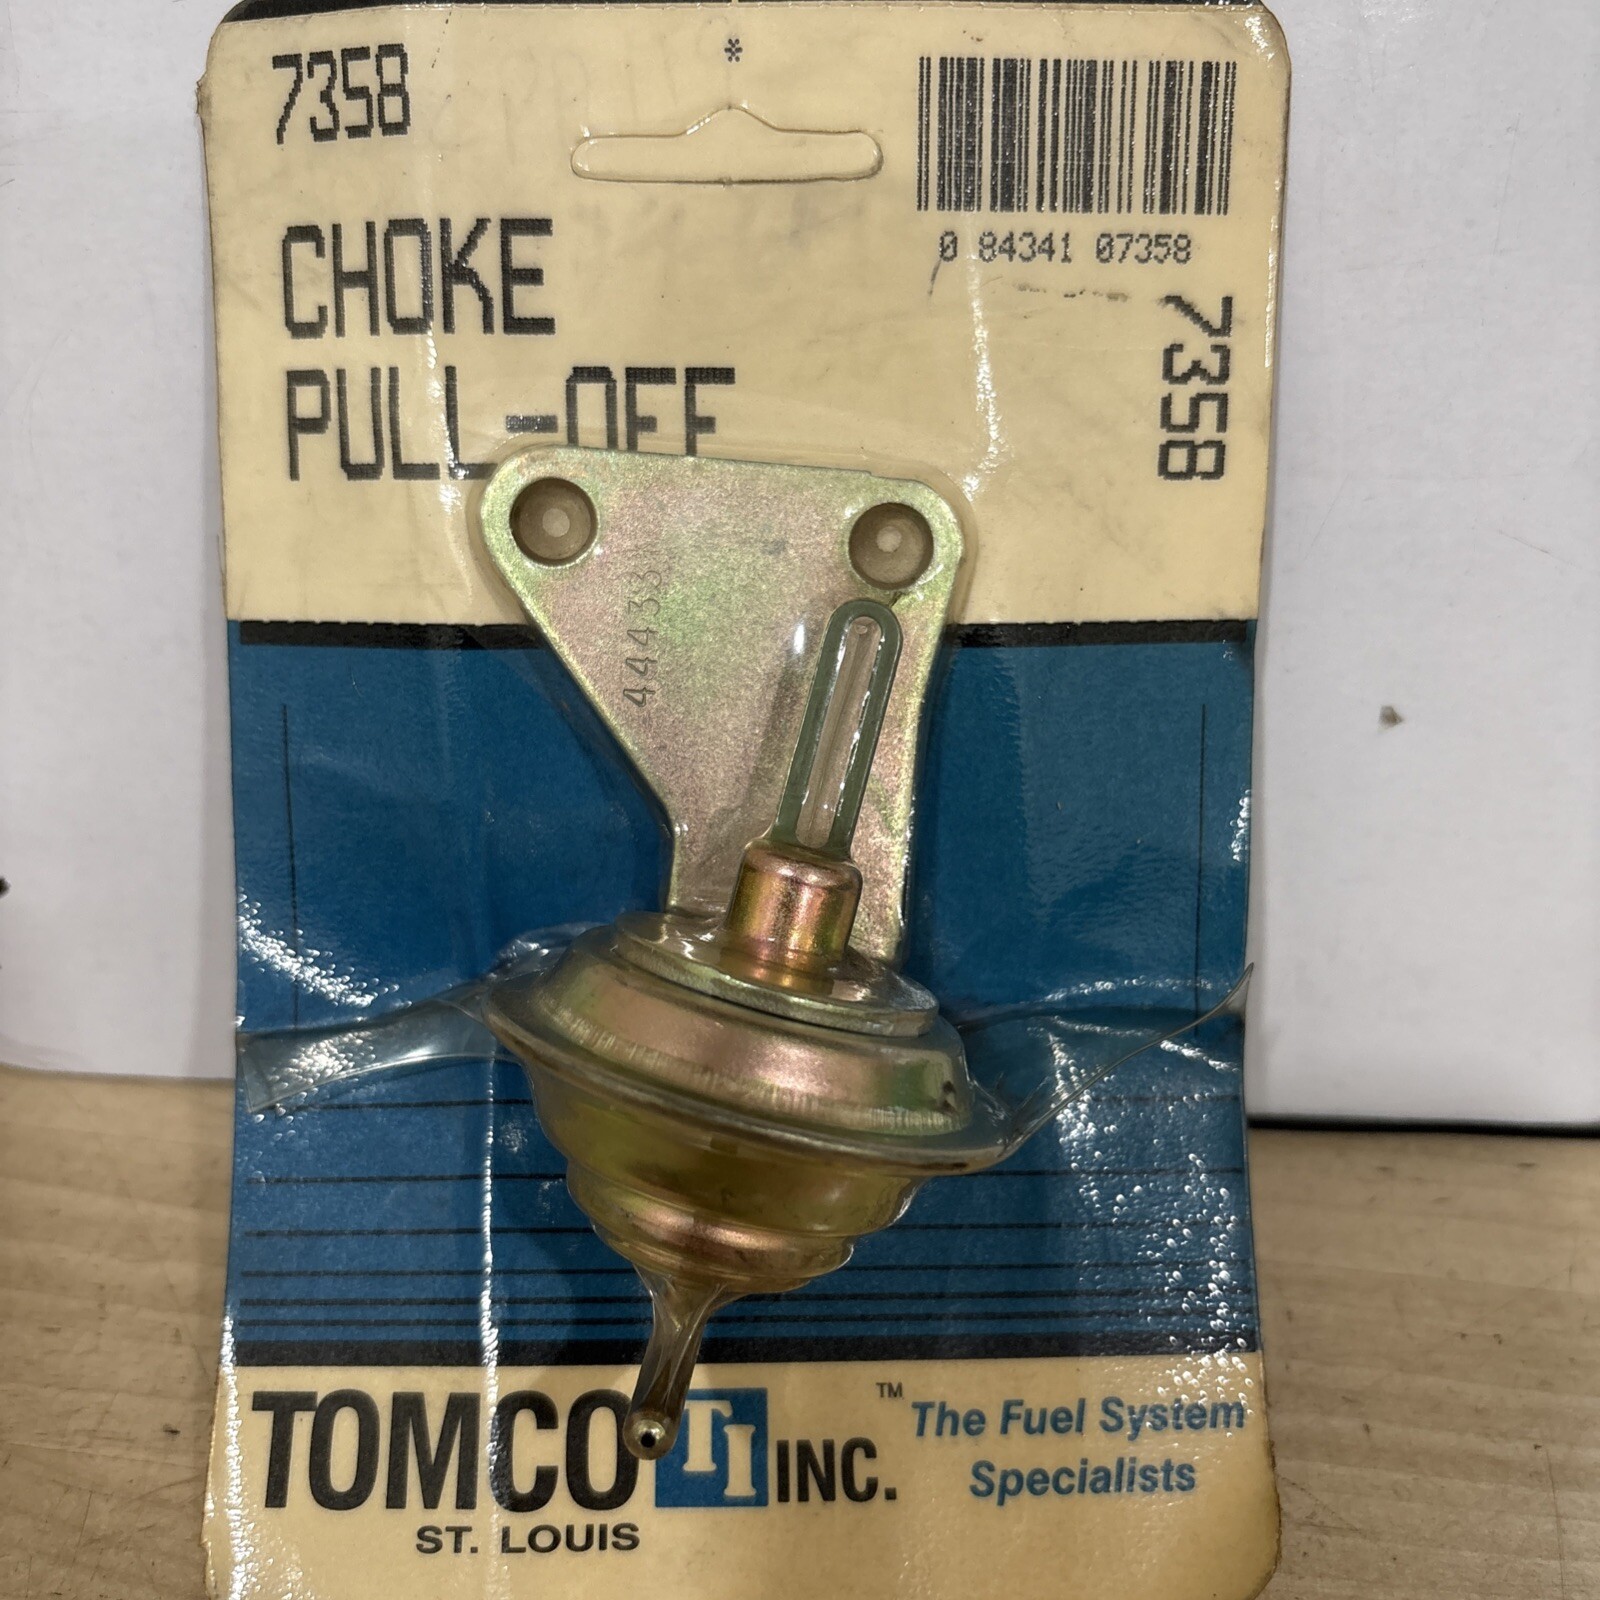 7358
*
0 84341 07358
CHOKE
PULL-OFF
7358
44433
TOMCO TI INC.™
ST. LOUIS
The Fuel System
Specialists